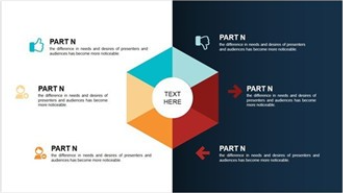 PART N
the difference in needs and desires of presenters
and audiences has become more noticeable.
PART N
the difference in needs and desires of presenters
and audiences has become more noticeable.
PART N
the difference in needs and desires of
presenters and audiences has become
more noticeable.
TEXT
HERE
PART N
the difference in needs and desires of
presenters and audiences has become
more noticeable.
PART N
the difference in needs and desires of presenters
and audiences has become more noticeable.
PART N
the difference in needs and desires of presenters
and audiences has become more noticeable.